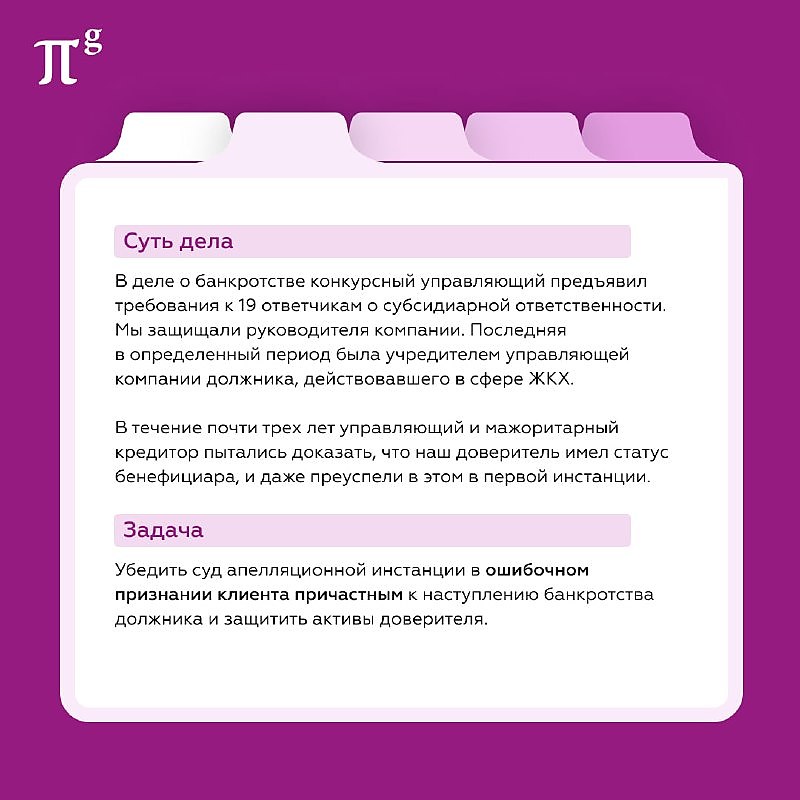 πg
Суть дела
В деле о банкротстве конкурсный управляющий предъявил
требования к 19 ответчикам о субсидиарной ответственности.
Мы защищали руководителя компании. Последняя
в определенный период была учредителем управляющей
компании должника, действовавшего в сфере ЖКХ.
В течение почти трех лет управляющий и мажоритарный
кредитор пытались доказать, что наш доверитель имел статус
бенефициара, и даже преуспели в этом в первой инстанции.
Задача
Убедить суд апелляционной инстанции в ошибочном
признании клиента причастным к наступлению банкротства
должника и защитить активы доверителя.